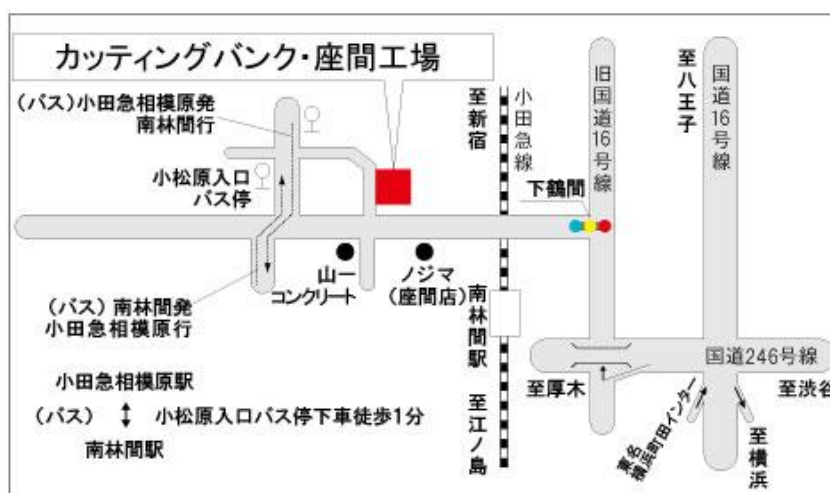 カッティングバンク・座間工場
（バス）小田急相模原発
南林間行
小松原入口
バス停
至新宿
小田急線
旧国道16号線
至八王子
国道16号線
下鶴間
山一
コンクリート
ノジマ
（座間店）
（バス）南林間発
小田急相模原行
南林間駅
至江ノ島
国道246号線
至厚木
至渋谷
東名
横浜町田インター
至横浜
小田急相模原駅
（バス） 小松原入口バス停下車徒歩1分
南林間駅